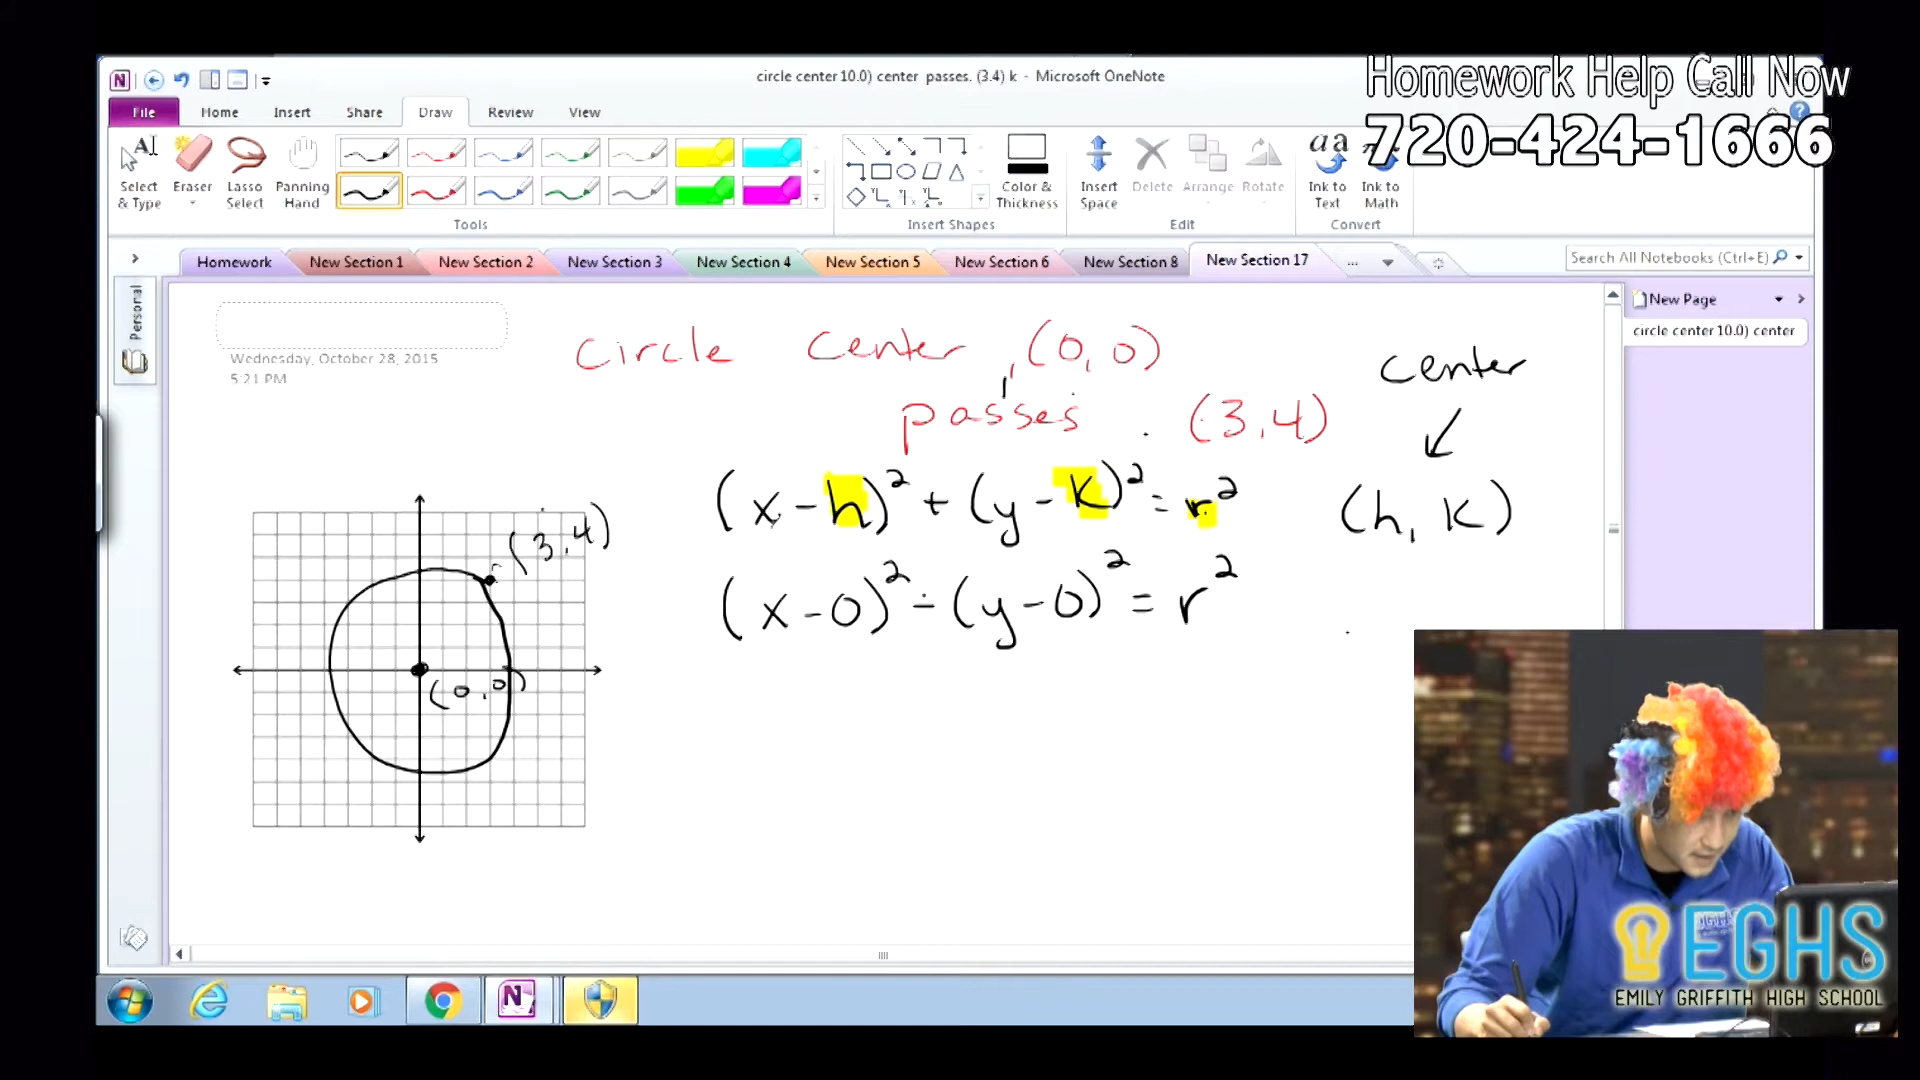 circle center 10.0) center passes. (3.4) k - Microsoft OneNote
Homework Help Call Now
720-424-1666
File Home Insert Share Draw Review View
Select & Type
Eraser
Lasso Select
Panning Hand
Color & Thickness
Insert Space
Delete
Arrange
Rotate
Ink to Text
Ink to Math
Tools
Insert Shapes
Edit
Convert
Homework New Section 1 New Section 2 New Section 3 New Section 4 New Section 5 New Section 6 New Section 8 New Section 17 ...
Search All Notebooks (Ctrl+E)
Personal
New Page
circle center 10.0) center
Wednesday, October 28, 2015
5:21 PM
circle center, (0,0)
passes (3,4)
center
(h, k)
(x-h)² + (y-k)² = r²
(x-0)² - (y-0)² = r²
(3,4)
(0,0)
EGHS
EMILY GRIFFITH HIGH SCHOOL